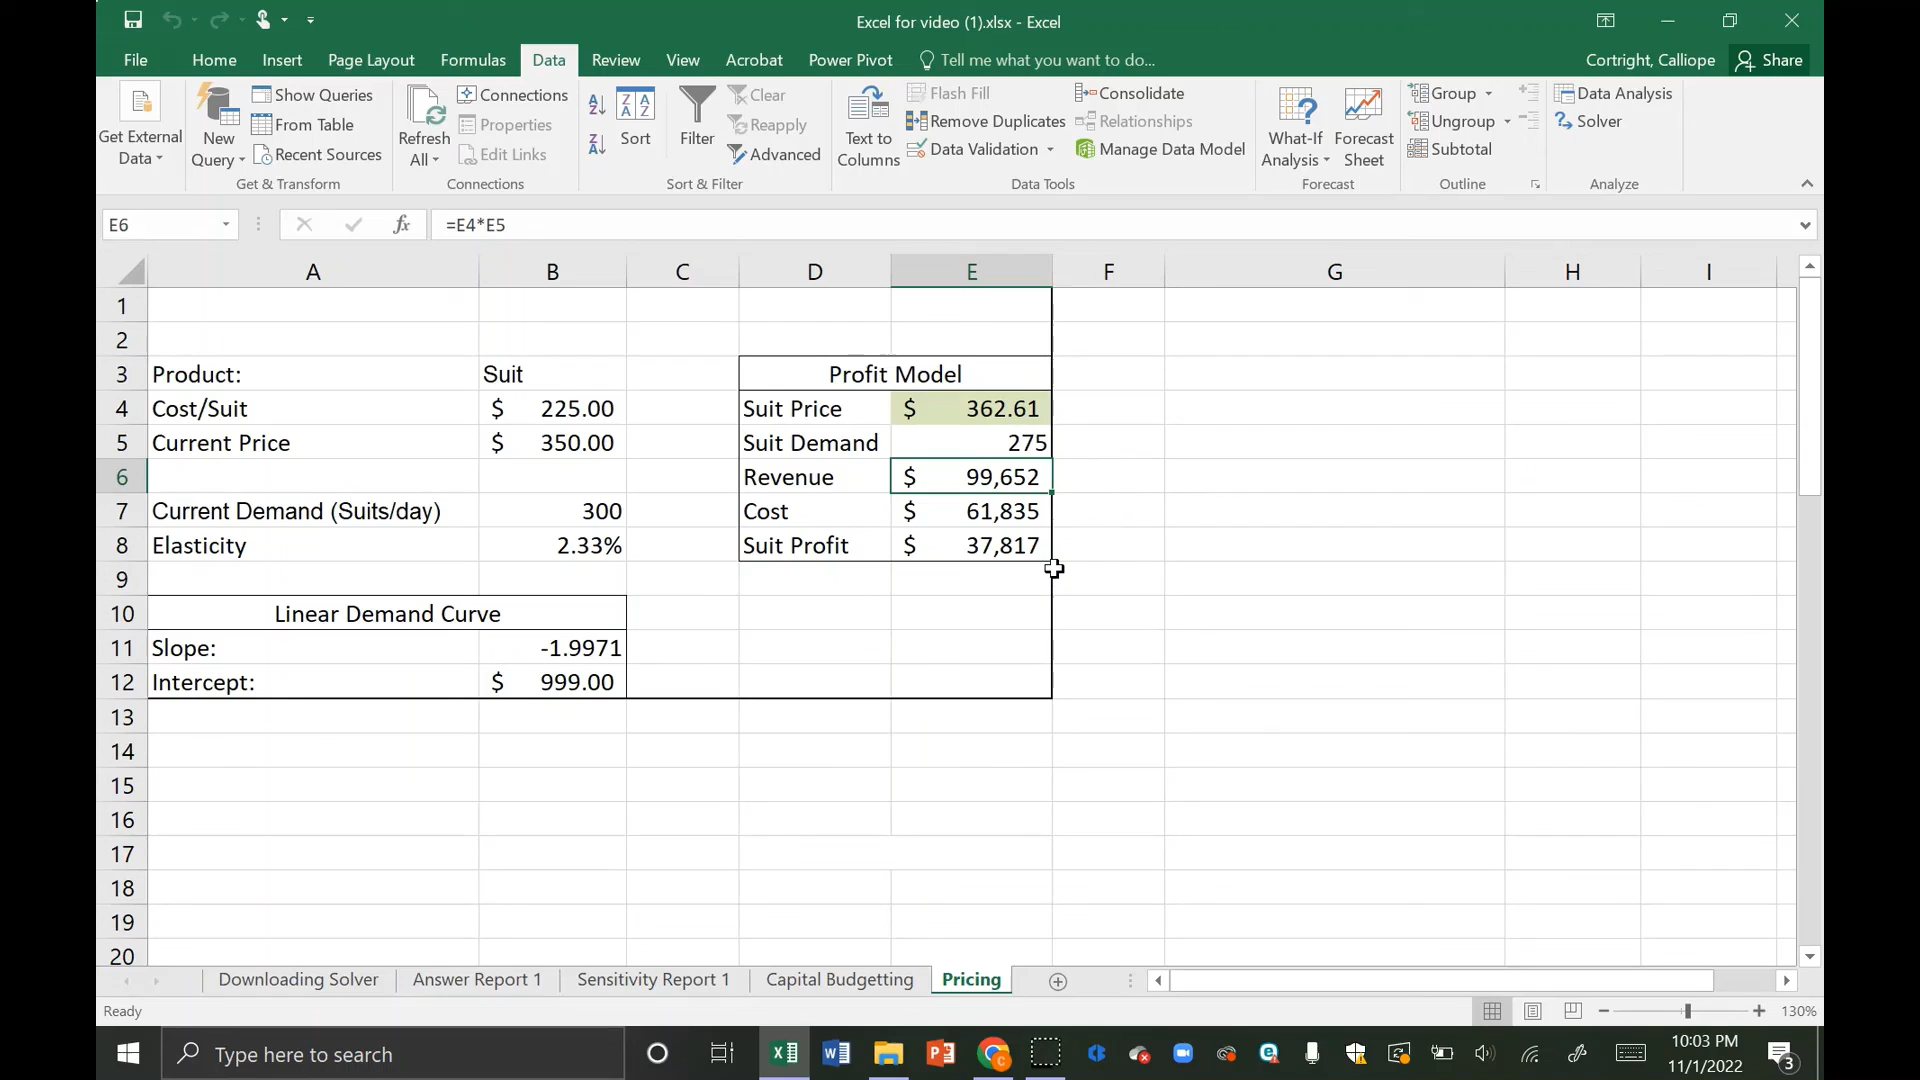 Excel for video (1).xlsx - Excel
File Home Insert Page Layout Formulas Data Review View Acrobat Power Pivot Tell me what you want to do... Cortright, Calliope Share
Get External Data
New Query
Show Queries
From Table
Recent Sources
Get & Transform
Refresh All
Connections
Properties
Edit Links
Connections
Sort
Filter
Clear
Reapply
Advanced
Sort & Filter
Text to Columns
Flash Fill
Remove Duplicates
Data Validation
Consolidate
Relationships
Manage Data Model
Data Tools
What-If Analysis
Forecast Sheet
Forecast
Group
Ungroup
Subtotal
Outline
Data Analysis
Solver
Analyze
E6 fx =E4*E5
A B C D E F G H I
1
2
3 Product: Suit Profit Model
4 Cost/Suit $ 225.00 Suit Price $ 362.61
5 Current Price $ 350.00 Suit Demand 275
6 Revenue $ 99,652
7 Current Demand (Suits/day) 300 Cost $ 61,835
8 Elasticity 2.33% Suit Profit $ 37,817
9
10 Linear Demand Curve
11 Slope: -1.9971
12 Intercept: $ 999.00
13
14
15
16
17
18
19
20
Downloading Solver Answer Report 1 Sensitivity Report 1 Capital Budgetting Pricing
Ready 130%
Type here to search
10:03 PM
11/1/2022
3